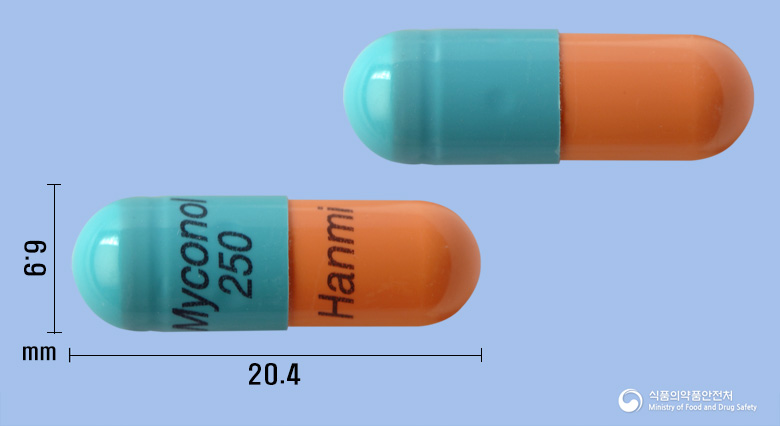 Myconol
250
Hanmi
6.9
mm
20.4
식품의약품안전처
Ministry of Food and Drug Safety